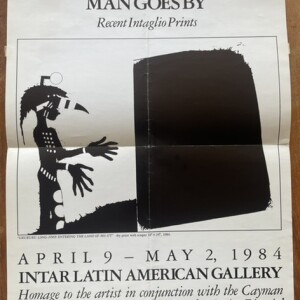 MAN GOES BY
Recent Intaglio Prints
APRIL 9 – MAY 2, 1984
INTAR LATIN AMERICAN GALLERY
Homage to the artist in conjunction with the Cayman